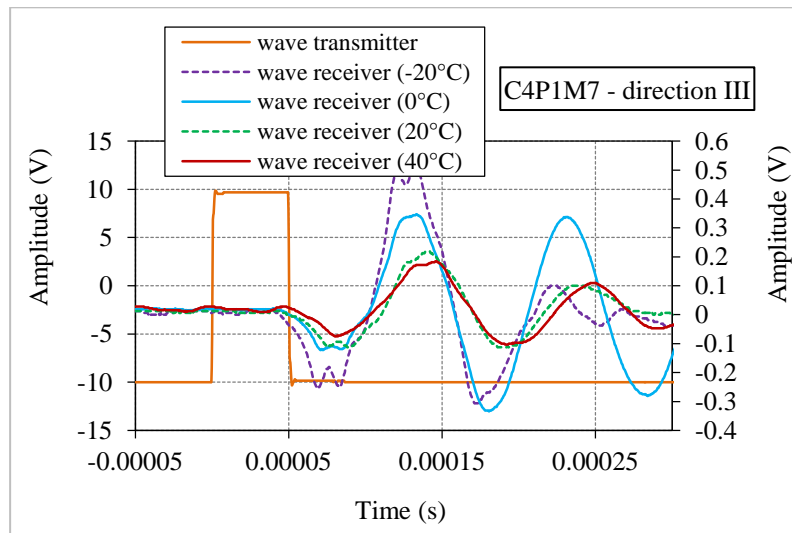 wave transmitter
wave receiver (-20°C)
wave receiver (0°C)
wave receiver (20°C)
wave receiver (40°C)
C4P1M7 - direction III
15
10
5
0
-5
-10
-15
Amplitude (V)
0.6
0.5
0.4
0.3
0.2
0.1
0.0
-0.1
-0.2
-0.3
-0.4
Amplitude (V)
-0.00005
0.00005
0.00015
0.00025
Time (s)